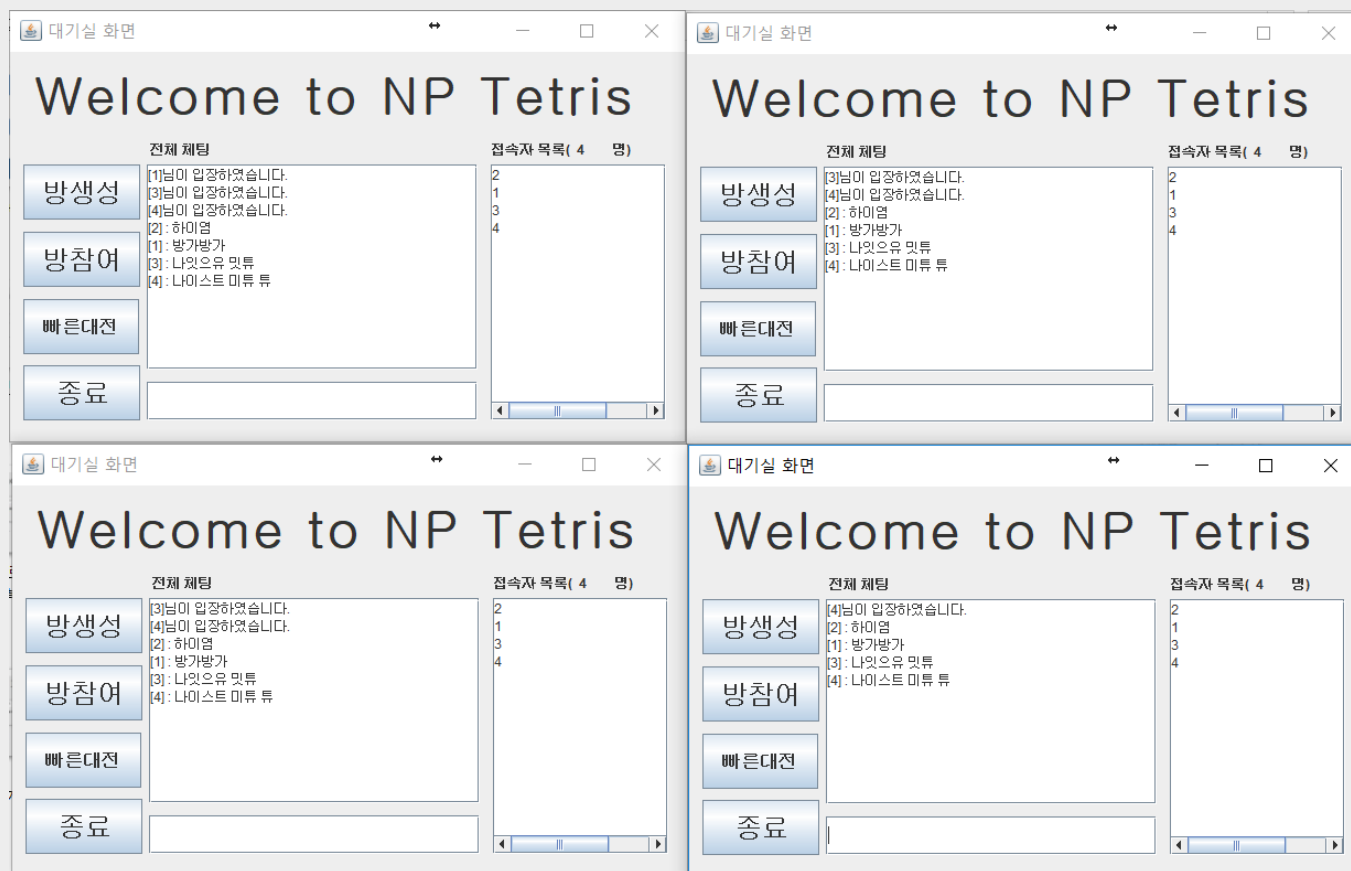 대기실 화면
Welcome to NP Tetris
전체 체팅
접속자 목록( 4 명)
방생성
방참여
빠른대전
종료
[1]님이 입장하였습니다.
[3]님이 입장하였습니다.
[4]님이 입장하였습니다.
[2] : 하이염
[1] : 방가방가
[3] : 나잇으유 밋튜
[4] : 나이스트 미튜 튜
2
1
3
4
대기실 화면
Welcome to NP Tetris
전체 체팅
접속자 목록( 4 명)
방생성
방참여
빠른대전
종료
[3]님이 입장하였습니다.
[4]님이 입장하였습니다.
[2] : 하이염
[1] : 방가방가
[3] : 나잇으유 밋튜
[4] : 나이스트 미튜 튜
2
1
3
4
대기실 화면
Welcome to NP Tetris
전체 체팅
접속자 목록( 4 명)
방생성
방참여
빠른대전
종료
[3]님이 입장하였습니다.
[4]님이 입장하였습니다.
[2] : 하이염
[1] : 방가방가
[3] : 나잇으유 밋튜
[4] : 나이스트 미튜 튜
2
1
3
4
대기실 화면
Welcome to NP Tetris
전체 체팅
접속자 목록( 4 명)
방생성
방참여
빠른대전
종료
[4]님이 입장하였습니다.
[2] : 하이염
[1] : 방가방가
[3] : 나잇으유 밋튜
[4] : 나이스트 미튜 튜
2
1
3
4